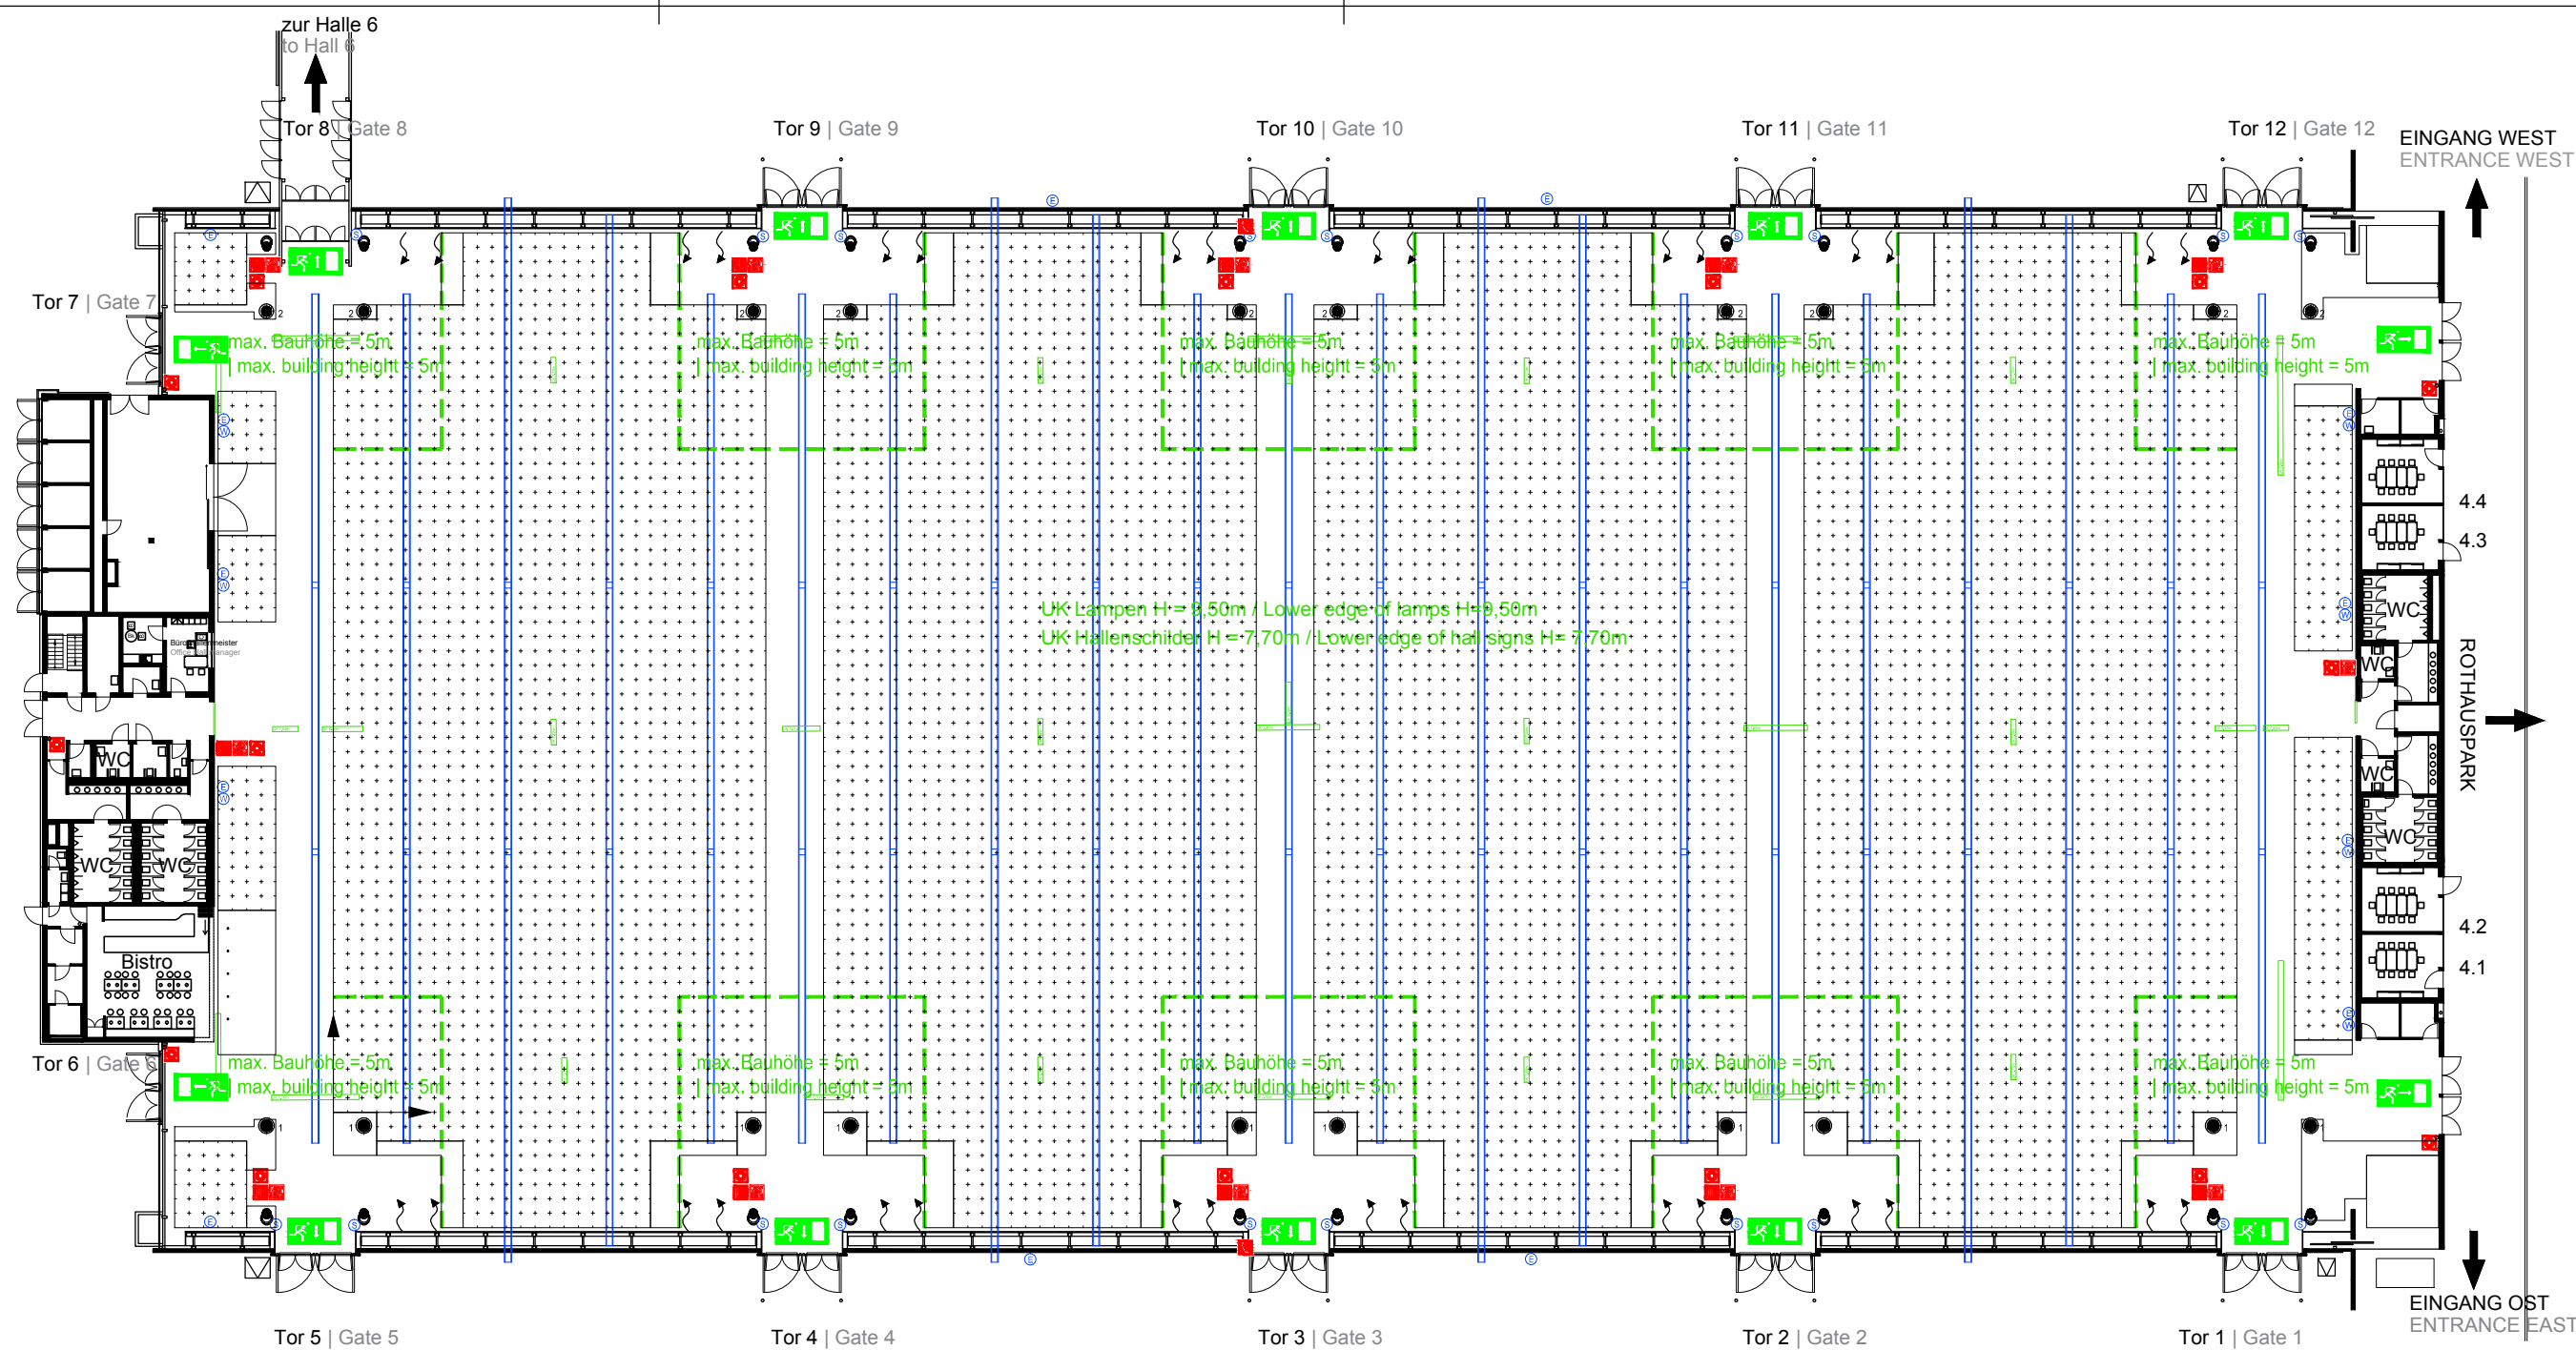 zur Halle 6
to Hall 6
Tor 8 | Gate 8
Tor 9 | Gate 9
Tor 10 | Gate 10
Tor 11 | Gate 11
Tor 12 | Gate 12
EINGANG WEST
ENTRANCE WEST
Tor 7 | Gate 7
max. Bauhöhe = 5m
| max. building height = 5m
max. Bauhöhe = 5m
| max. building height = 5m
max. Bauhöhe = 5m
| max. building height = 5m
max. Bauhöhe = 5m
| max. building height = 5m
max. Bauhöhe = 5m
| max. building height = 5m
4.4
4.3
UK Lampen H = 9,50m / Lower edge of lamps H=9,50m
UK Hallenschilder H = 7,70m / Lower edge of hall signs H= 7,70m
WC
WC
ROTHAUSPARK
WC
WC
WC
WC
WC
4.2
4.1
Bistro
Tor 6 | Gate 6
max. Bauhöhe = 5m
| max. building height = 5m
max. Bauhöhe = 5m
| max. building height = 5m
max. Bauhöhe = 5m
| max. building height = 5m
max. Bauhöhe = 5m
| max. building height = 5m
max. Bauhöhe = 5m
| max. building height = 5m
EINGANG OST
ENTRANCE EAST
Tor 5 | Gate 5
Tor 4 | Gate 4
Tor 3 | Gate 3
Tor 2 | Gate 2
Tor 1 | Gate 1